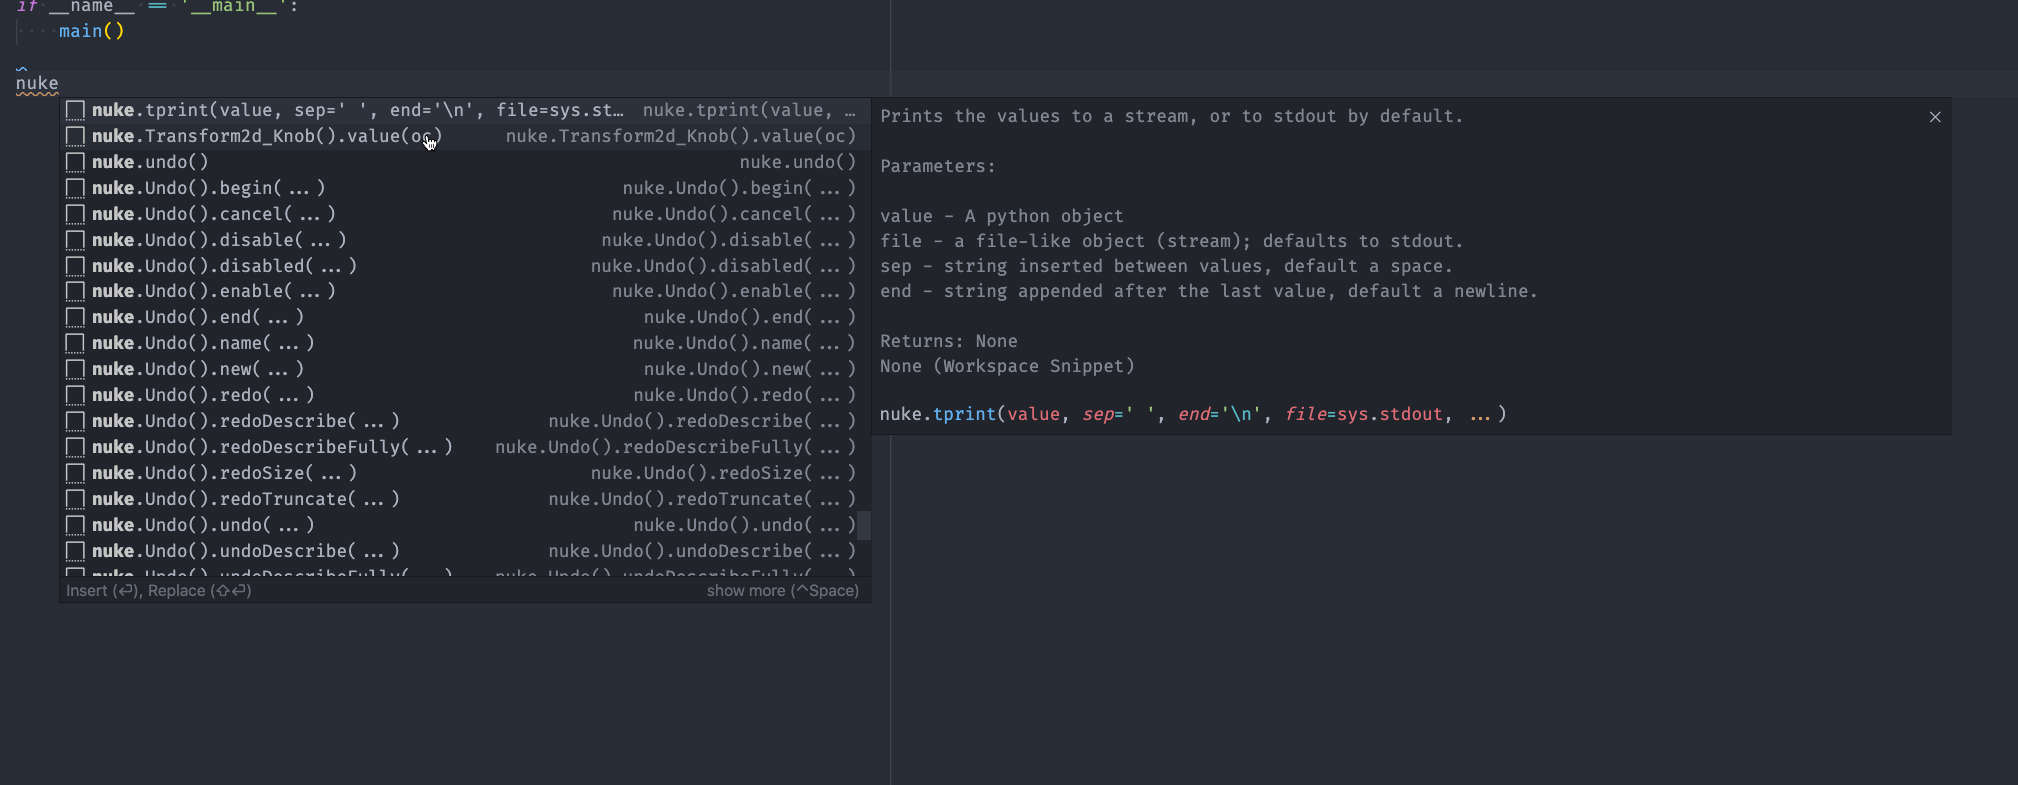 if __name__ == '__main__':
main()
nuke
nuke.tprint(value, sep=' ', end='\n', file=sys.st… nuke.tprint(value, …
nuke.Transform2d_Knob().value(oc) nuke.Transform2d_Knob().value(oc)
nuke.undo() nuke.undo()
nuke.Undo().begin(...) nuke.Undo().begin(...)
nuke.Undo().cancel(...) nuke.Undo().cancel(...)
nuke.Undo().disable(...) nuke.Undo().disable(...)
nuke.Undo().disabled(...) nuke.Undo().disabled(...)
nuke.Undo().enable(...) nuke.Undo().enable(...)
nuke.Undo().end(...) nuke.Undo().end(...)
nuke.Undo().name(...) nuke.Undo().name(...)
nuke.Undo().new(...) nuke.Undo().new(...)
nuke.Undo().redo(...) nuke.Undo().redo(...)
nuke.Undo().redoDescribe(...) nuke.Undo().redoDescribe(...)
nuke.Undo().redoDescribeFully(...) nuke.Undo().redoDescribeFully(...)
nuke.Undo().redoSize(...) nuke.Undo().redoSize(...)
nuke.Undo().redoTruncate(...) nuke.Undo().redoTruncate(...)
nuke.Undo().undo(...) nuke.Undo().undo(...)
nuke.Undo().undoDescribe(...) nuke.Undo().undoDescribe(...)
nuke.Undo().undoDescribeFully(...) nuke.Undo().undoDescribeFully(...)
Insert (⏎), Replace (⇧⏎) show more (^Space)
Prints the values to a stream, or to stdout by default.
Parameters:
value - A python object
file - a file-like object (stream); defaults to stdout.
sep - string inserted between values, default a space.
end - string appended after the last value, default a newline.
Returns: None
None (Workspace Snippet)
nuke.tprint(value, sep=' ', end='\n', file=sys.stdout, ...)